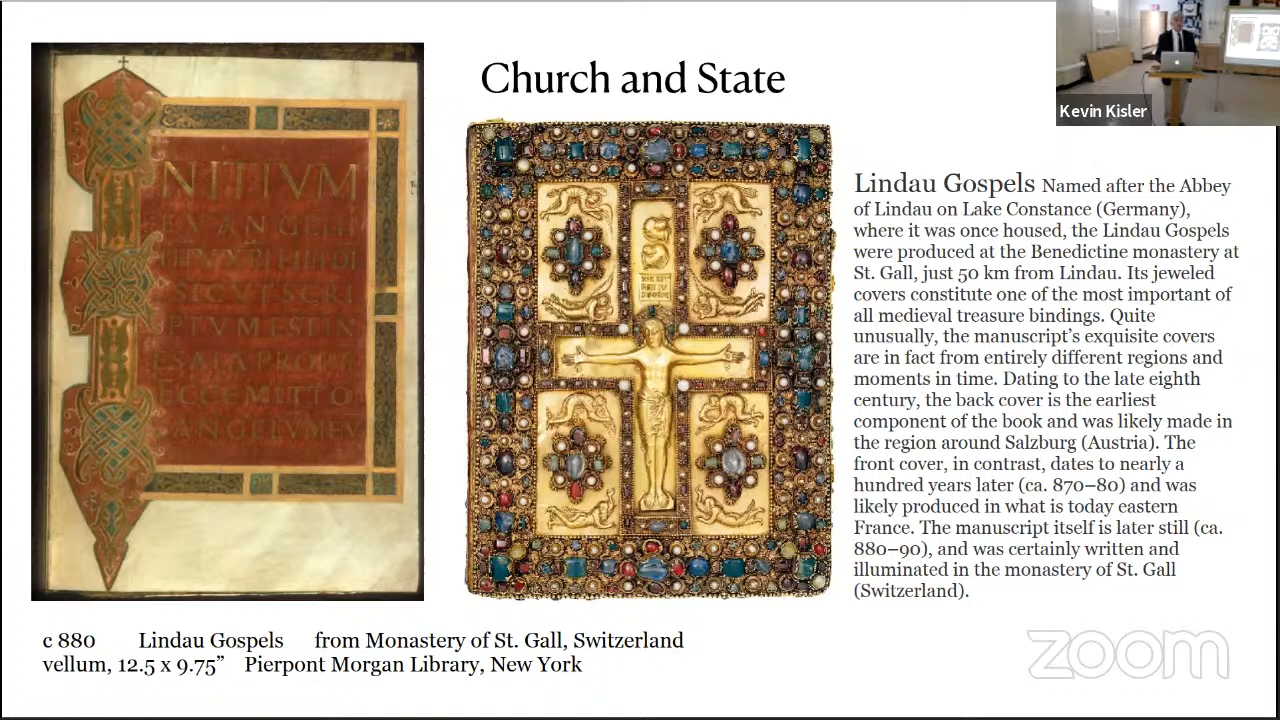 Church and State
Kevin Kisler
NITIVM
Lindau Gospels Named after the Abbey
of Lindau on Lake Constance (Germany),
where it was once housed, the Lindau Gospels
were produced at the Benedictine monastery at
St. Gall, just 50 km from Lindau. Its jeweled
covers constitute one of the most important of
all medieval treasure bindings. Quite
unusually, the manuscript’s exquisite covers
are in fact from entirely different regions and
moments in time. Dating to the late eighth
century, the back cover is the earliest
component of the book and was likely made in
the region around Salzburg (Austria). The
front cover, in contrast, dates to nearly a
hundred years later (ca. 870–80) and was
likely produced in what is today eastern
France. The manuscript itself is later still (ca.
880–90), and was certainly written and
illuminated in the monastery of St. Gall
(Switzerland).
c 880 Lindau Gospels from Monastery of St. Gall, Switzerland
vellum, 12.5 x 9.75” Pierpont Morgan Library, New York
zoom